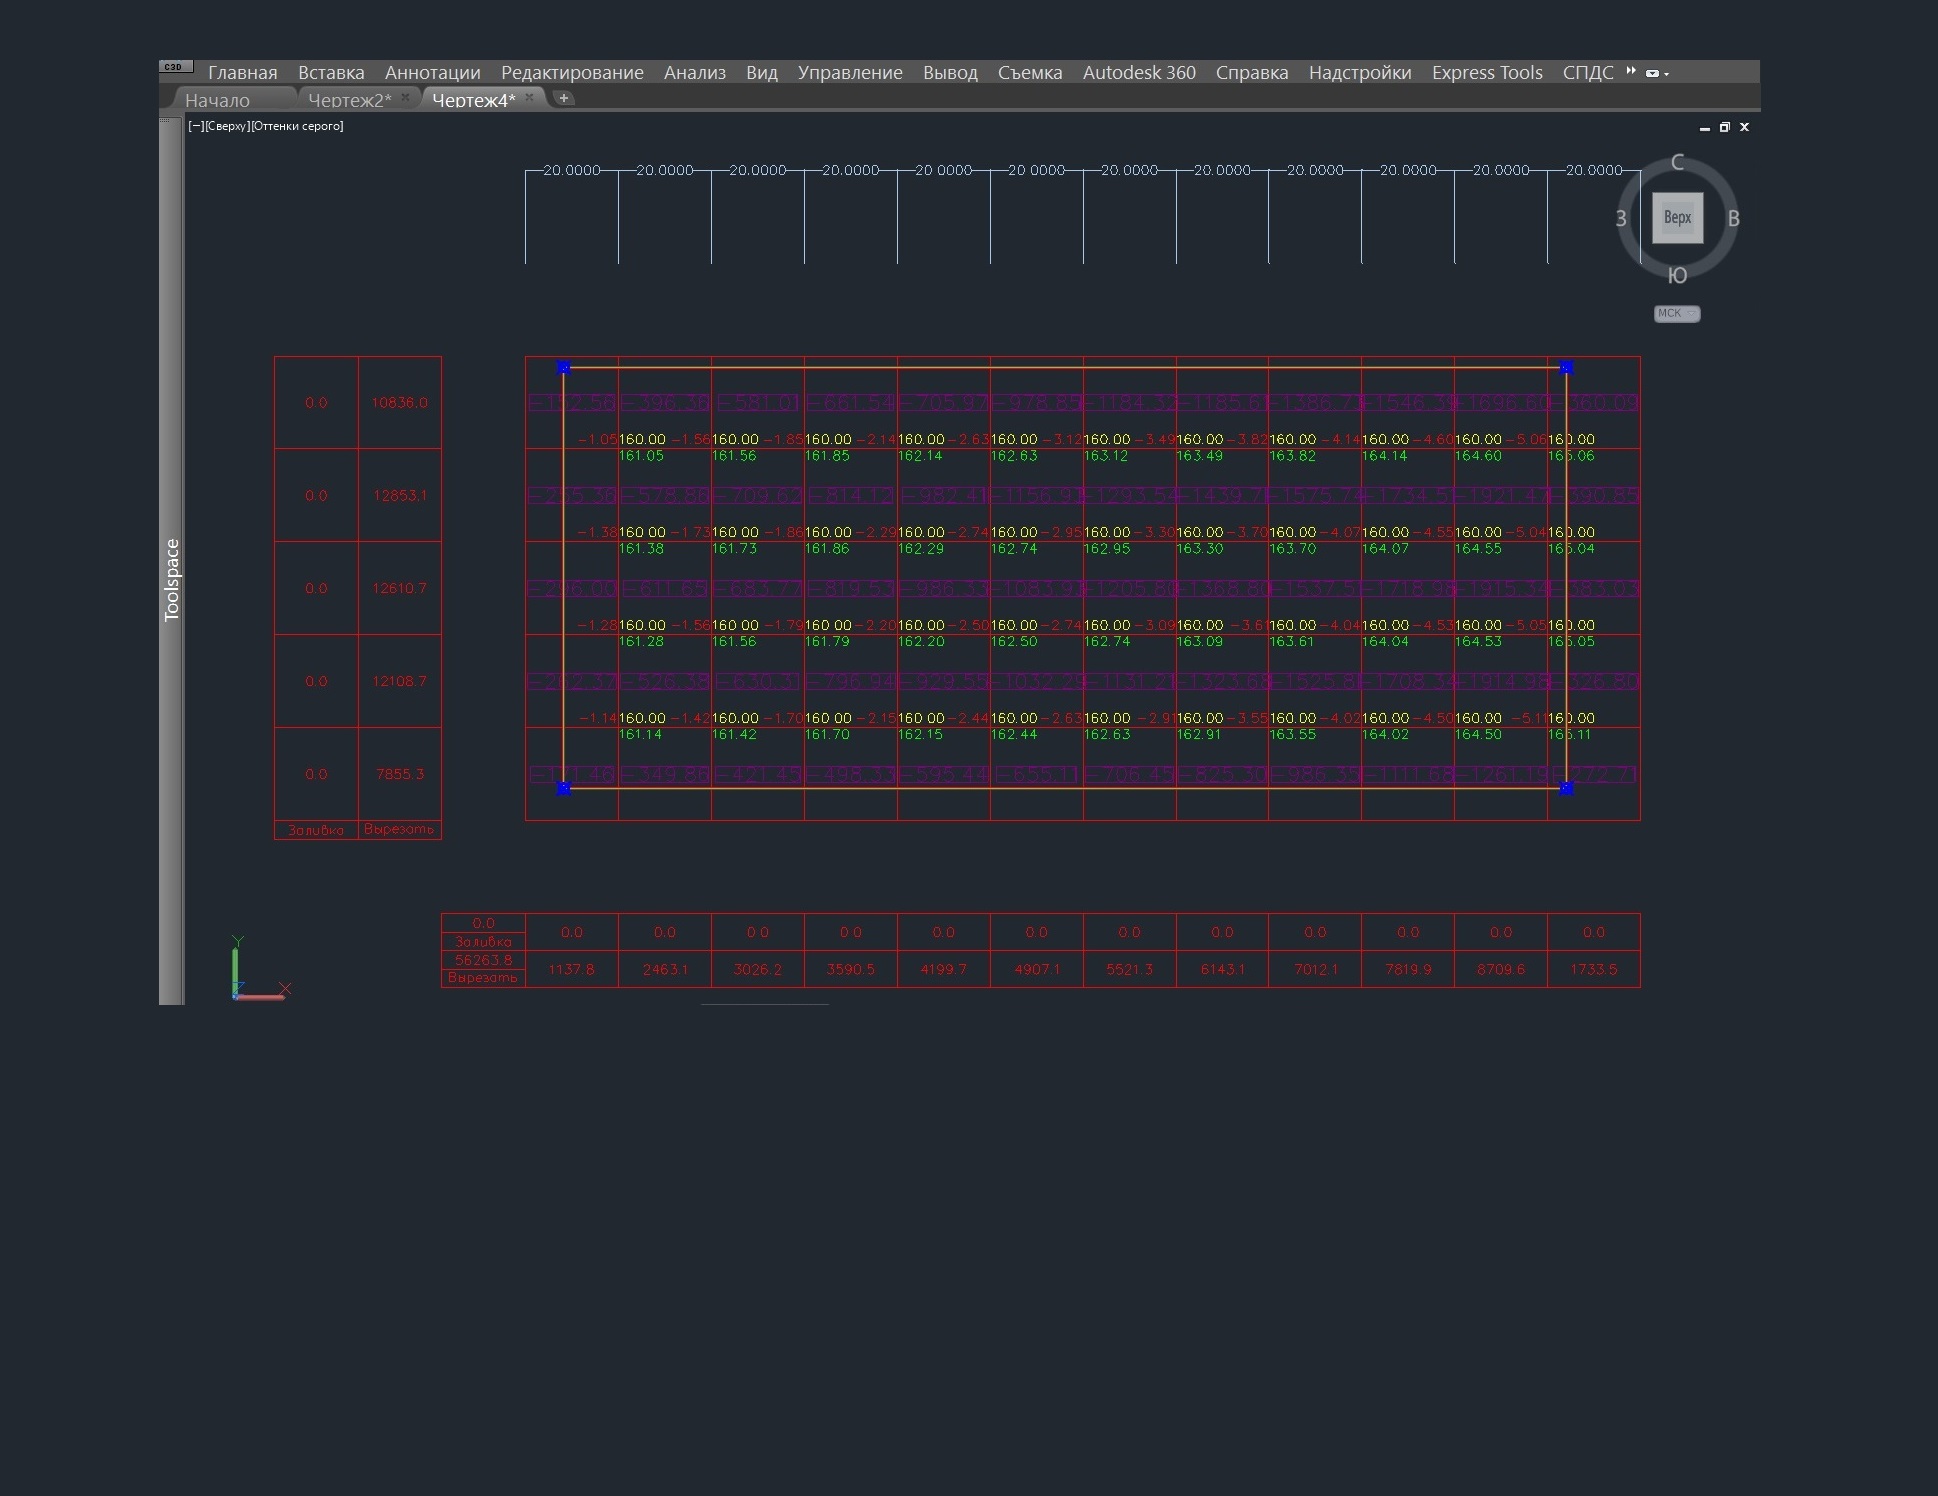 C3D
Главная Вставка Аннотации Редактирование Анализ Вид Управление Вывод Съемка Autodesk 360 Справка Надстройки Express Tools СПДС
Начало Чертеж2* Чертеж4*
[−][Сверху][Оттенки серого]
20.0000 20.0000 20.0000 20.0000 20 0000 20 0000 20.0000 20.0000 20.0000 20.0000 20.0000 20.0000
С
З Верх В
Ю
МСК
Toolspace
0.0 10836.0 -152.56 -396.36 -581.01 -661.54 -705.97 -978.85 -1184.32 -1185.6 -1386.7 -1546.39 -1696.60 -360.09
-1.05 160.00 -1.56 160.00 -1.85 160.00 -2.14 160.00 -2.63 160.00 -3.12 160.00 -3.49 160.00 -3.82 160.00 -4.14 160.00 -4.60 160.00 -5.06 160.00
161.05 161.56 161.85 162.14 162.63 163.12 163.49 163.82 164.14 164.60 165.06
0.0 12853.1 -255.36 -578.86 -709.62 -814.12 -982.41 -1156.93 -1293.54 -1439.7 -1575.74 -1734.5 -1921.47 -390.85
-1.38 160.00 -1 73 160 00 -1.86 160 00 -2.29 160.00 -2.74 160.00 -2.95 160.00 -3.30 160.00 -3.70 160.00 -4.07 160.00 -4.55 160.00 -5.04 160.00
161.38 161.73 161.86 162.29 162.74 162.95 163.30 163.70 164.07 164.55 165.04
0.0 12610.7 -296.00 -611.65 -683.77 -819.53 -986.33 -1083.93 -1205.80 -1368.80 -1537.5 -1718.98 -1915.34 -383.03
-1.28 160.00 -1.56 160 00 -1.79 160 00 -2.20 160.00 -2.50 160.00 -2.74 160.00 -3.09 160.00 -3.61 160.00 -4.04 160.00 -4.53 160.00 -5.05 160.00
161.28 161.56 161.79 162.20 162.50 162.74 163.09 163.61 164.04 164.53 165.05
0.0 12108.7 -262.37 -526.38 -630.31 -796.94 -929.55 -1032.29 -1131.21 -1323.68 -1525.8 -1708.34 -1914.98 -326.80
-1.14 160.00 -1.42 160.00 -1.70 160 00 -2.15 160 00 -2.44 160.00 -2.63 160.00 -2.91 160.00 -3.55 160.00 -4.02 160.00 -4.50 160.00 -5.11 160.00
161.14 161.42 161.70 162.15 162.44 162.63 162.91 163.55 164.02 164.50 165.11
0.0 7855.3 -171.46 -349.86 -421.45 -498.33 -595.44 -655.11 -706.45 -825.30 -986.35 -1111.68 -1261.19 -272.71
Заливка Вырезать
0.0
Заливка 0.0 0.0 0 0 0.0 0.0 0.0 0.0 0.0 0.0 0.0 0.0 0.0
56263.8
Вырезать 1137.8 2463.1 3026.2 3590.5 4199.7 4907.1 5521.3 6143.1 7012.1 7819.9 8709.6 1733.5
Y
Z X